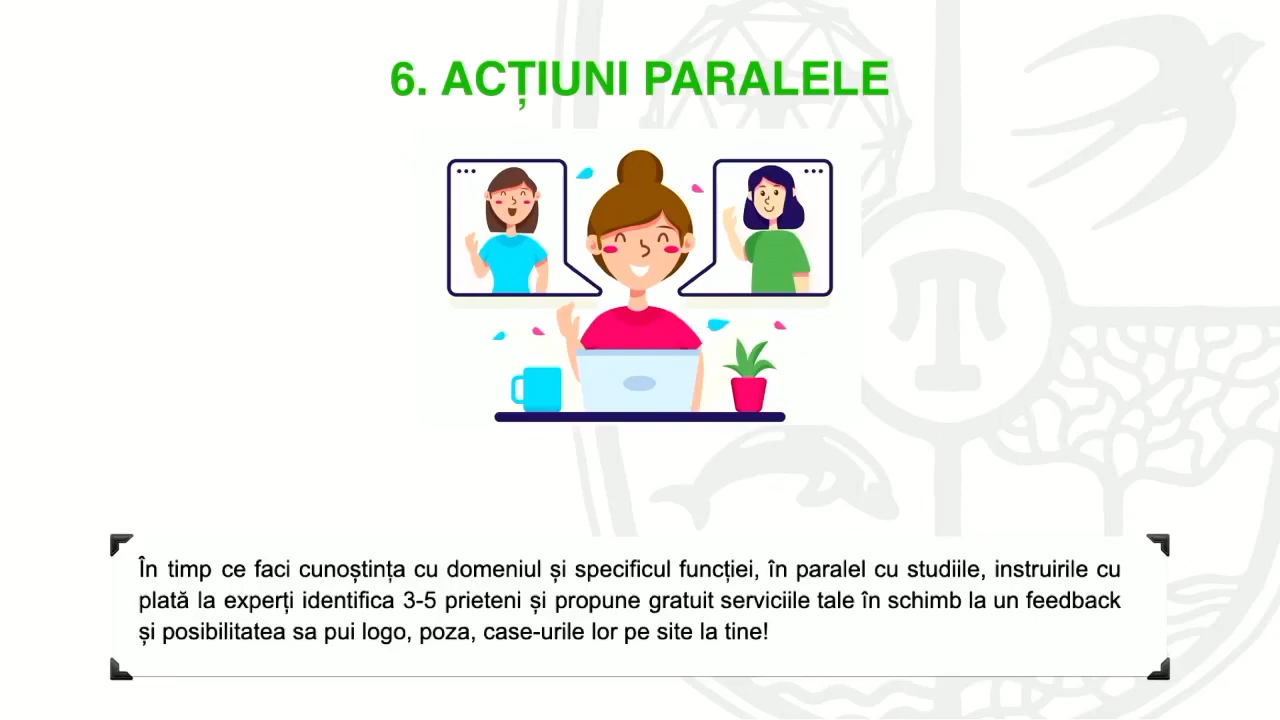 6. ACȚIUNI PARALELE
În timp ce faci cunoștința cu domeniul și specificul funcției, în paralel cu studiile, instruirile cu
plată la experți identifica 3-5 prieteni și propune gratuit serviciile tale în schimb la un feedback
și posibilitatea sa pui logo, poza, case-urile lor pe site la tine!